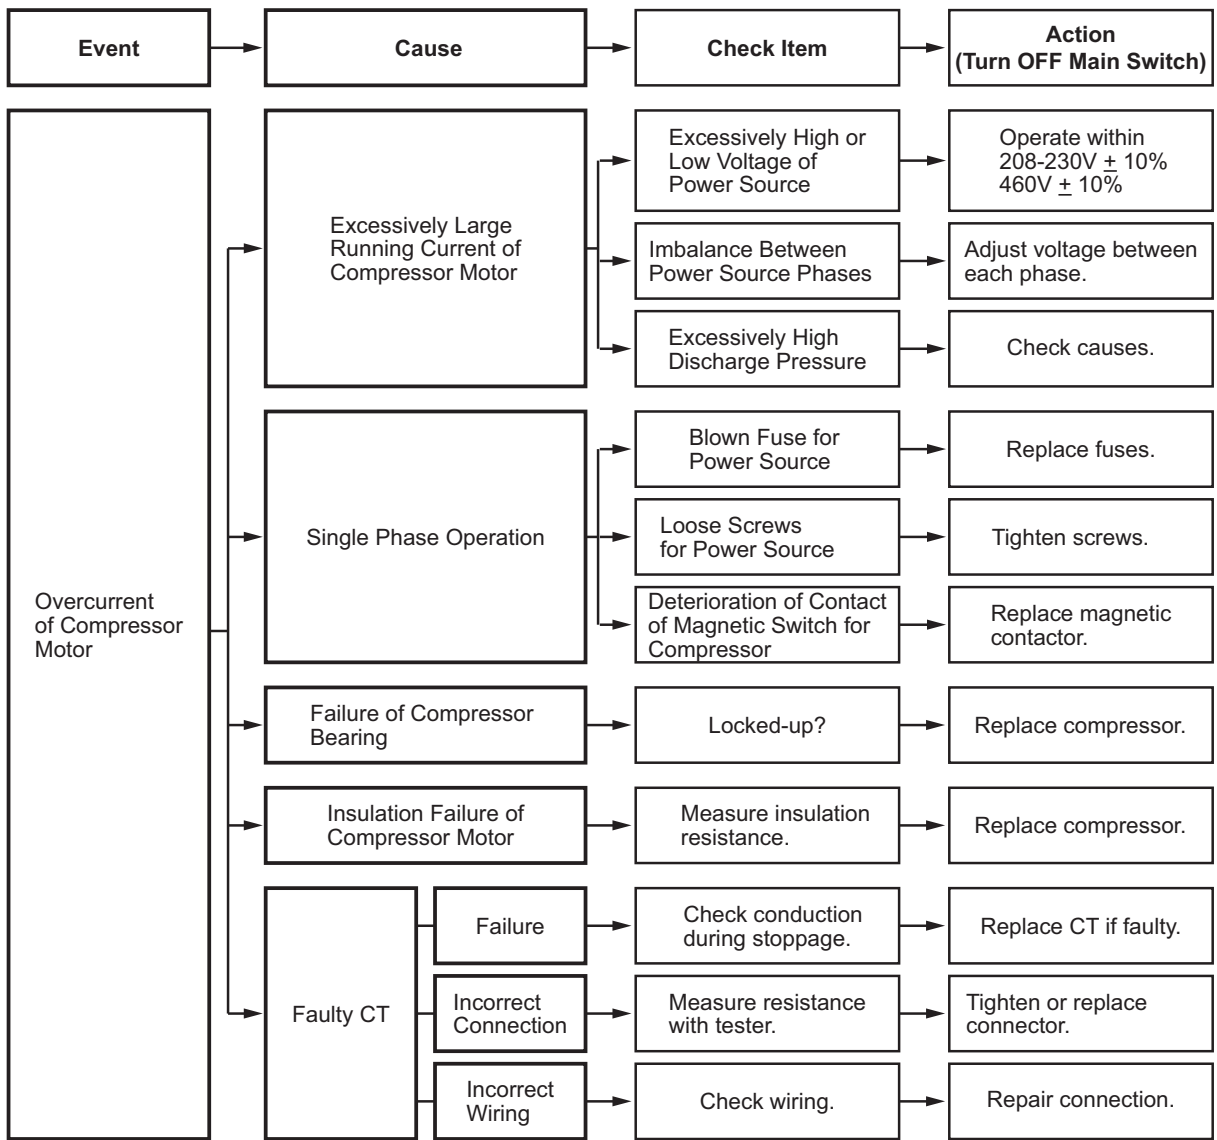 Event
Cause
Check Item
Action
(Turn OFF Main Switch)
Overcurrent
of Compressor
Motor
Excessively Large
Running Current of
Compressor Motor
Excessively High or
Low Voltage of
Power Source
Operate within
208-230V ± 10%
460V ± 10%
Imbalance Between
Power Source Phases
Adjust voltage between
each phase.
Excessively High
Discharge Pressure
Check causes.
Single Phase Operation
Blown Fuse for
Power Source
Replace fuses.
Loose Screws
for Power Source
Tighten screws.
Deterioration of Contact
of Magnetic Switch for
Compressor
Replace magnetic
contactor.
Failure of Compressor
Bearing
Locked-up?
Replace compressor.
Insulation Failure of
Compressor Motor
Measure insulation
resistance.
Replace compressor.
Faulty CT
Failure
Check conduction
during stoppage.
Replace CT if faulty.
Incorrect
Connection
Measure resistance
with tester.
Tighten or replace
connector.
Incorrect
Wiring
Check wiring.
Repair connection.